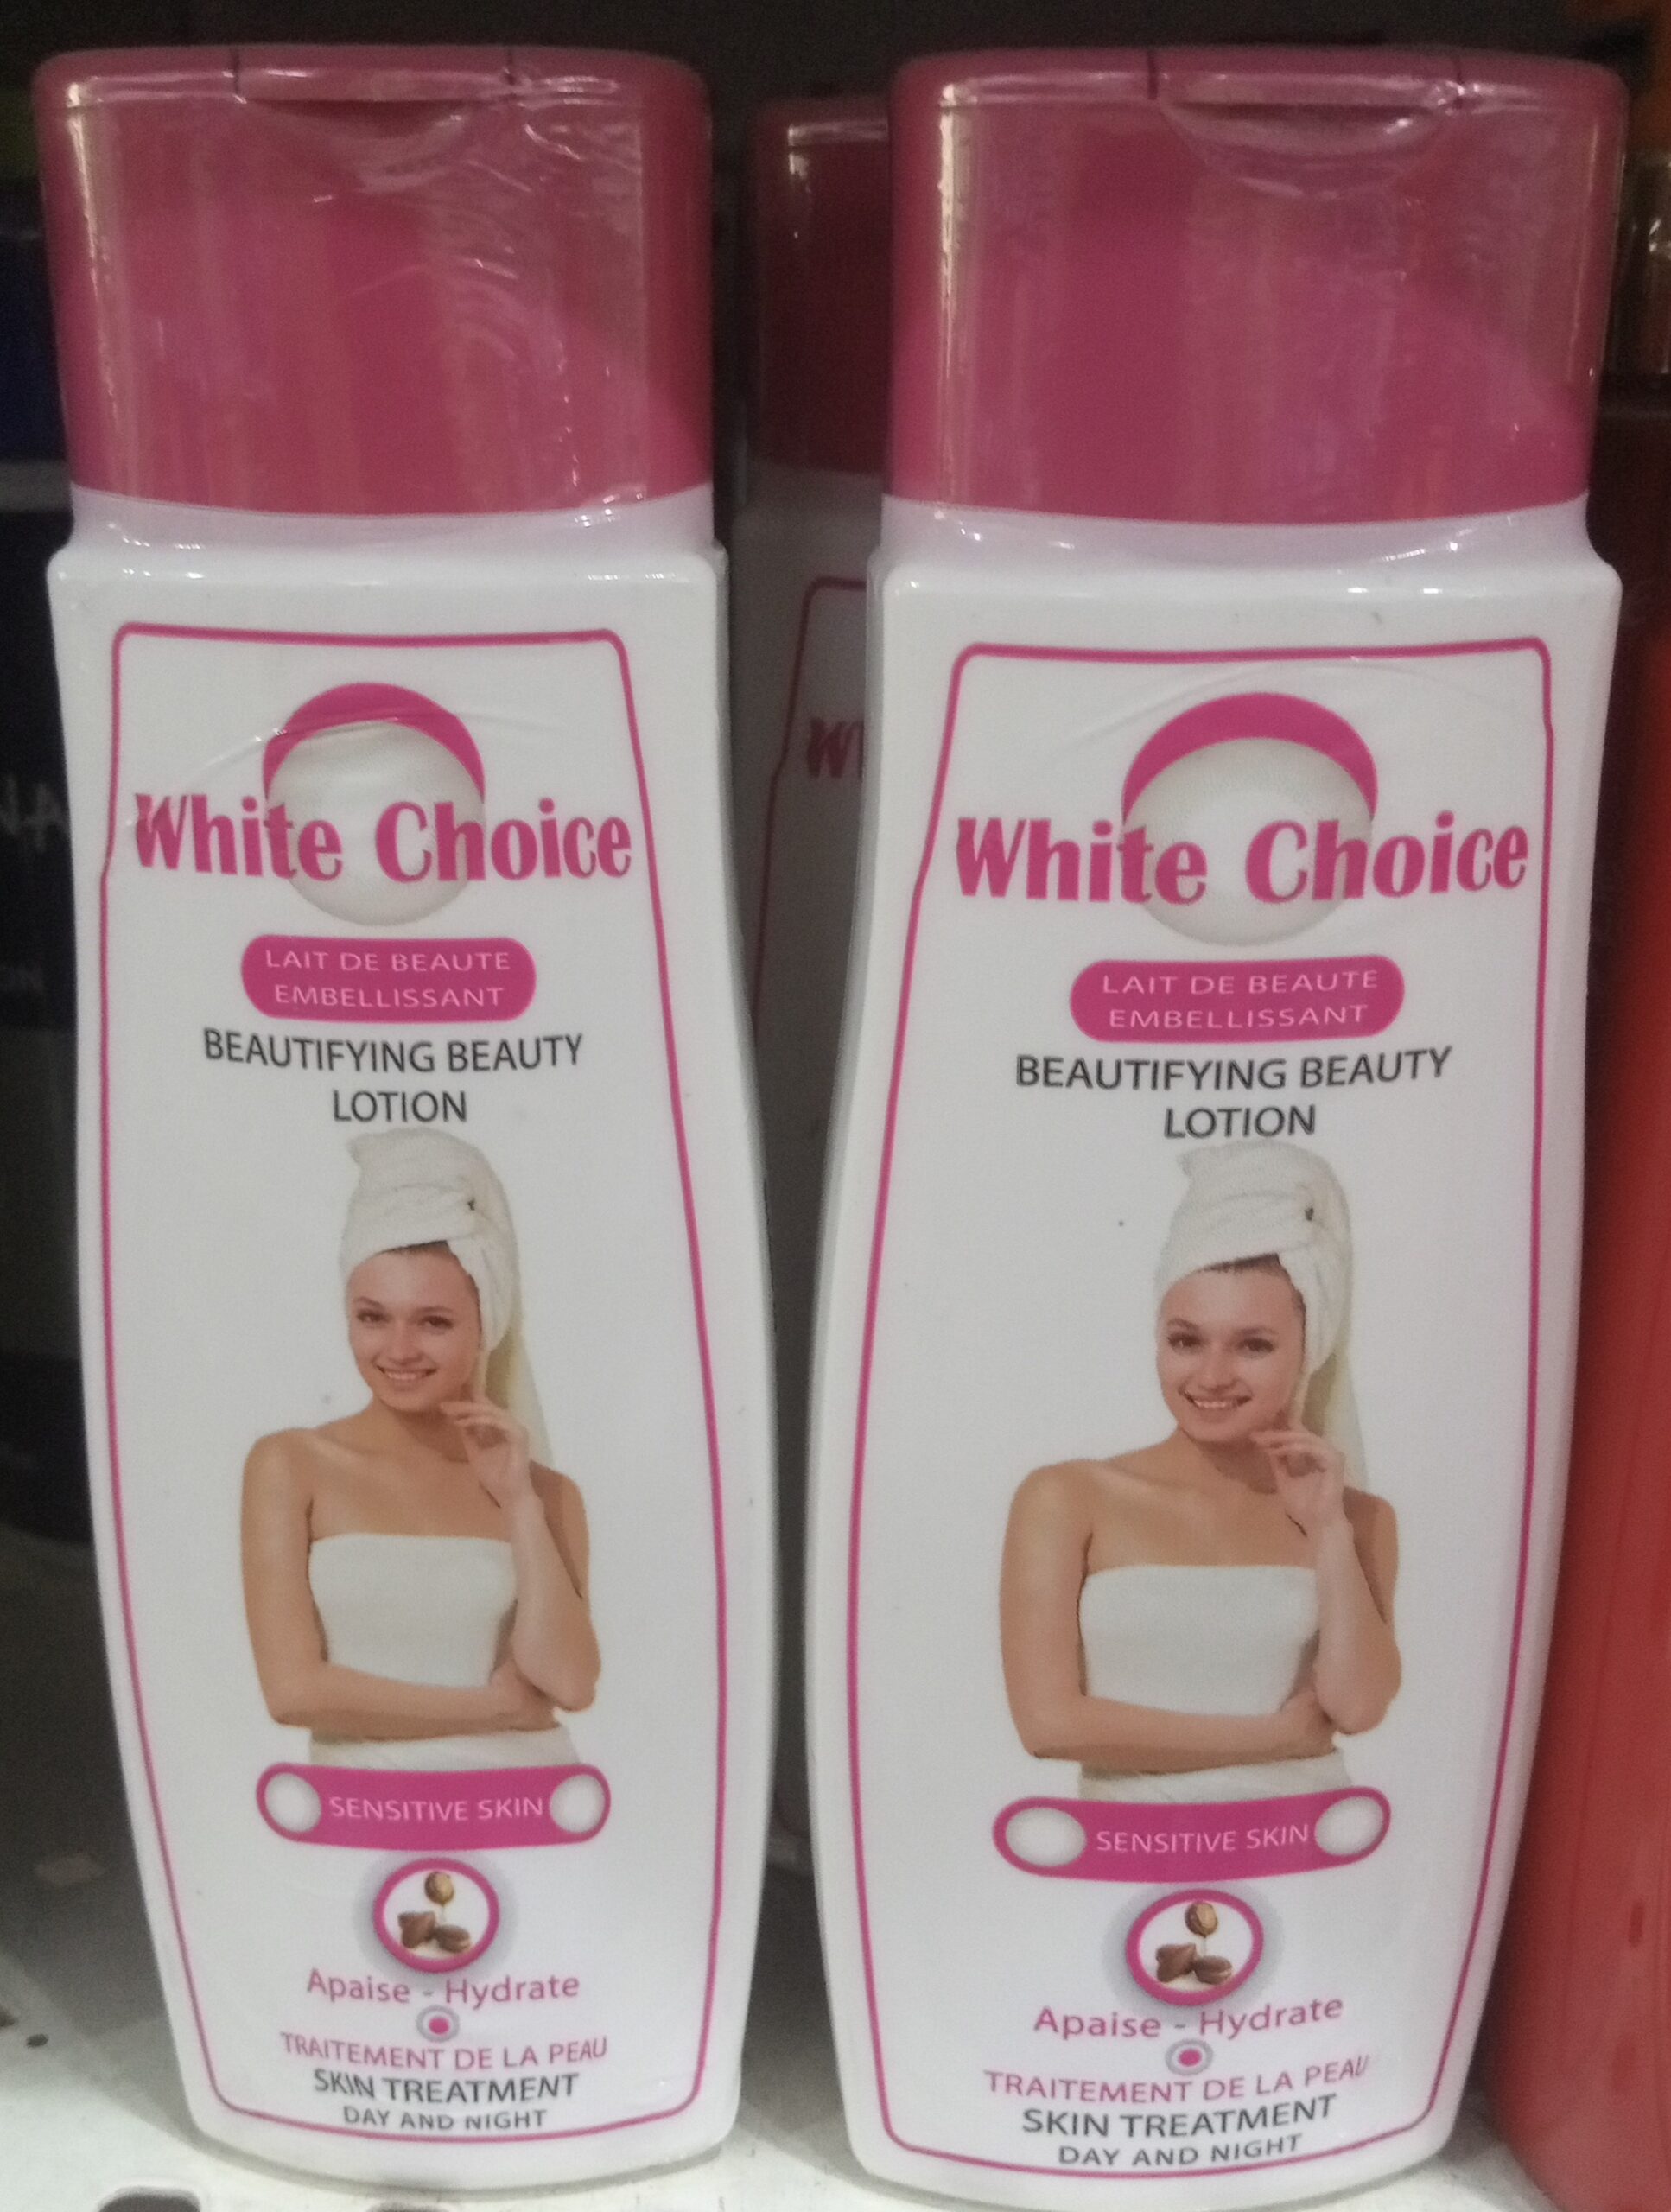 White Choice
LAIT DE BEAUTE
EMBELLISSANT
BEAUTIFYING BEAUTY
LOTION
SENSITIVE SKIN
Apaise - Hydrate
TRAITEMENT DE LA PEAU
SKIN TREATMENT
DAY AND NIGHT
White Choice
LAIT DE BEAUTE
EMBELLISSANT
BEAUTIFYING BEAUTY
LOTION
SENSITIVE SKIN
Apaise - Hydrate
TRAITEMENT DE LA PEAU
SKIN TREATMENT
DAY AND NIGHT